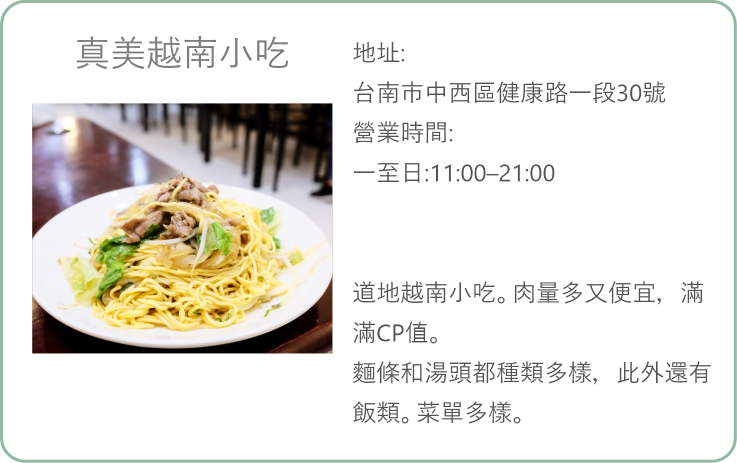 真美越南小吃
地址:
台南市中西區健康路一段30號
營業時間:
一至日:11:00–21:00
道地越南小吃。肉量多又便宜，滿
滿CP值。
麵條和湯頭都種類多樣，此外還有
飯類。菜單多樣。